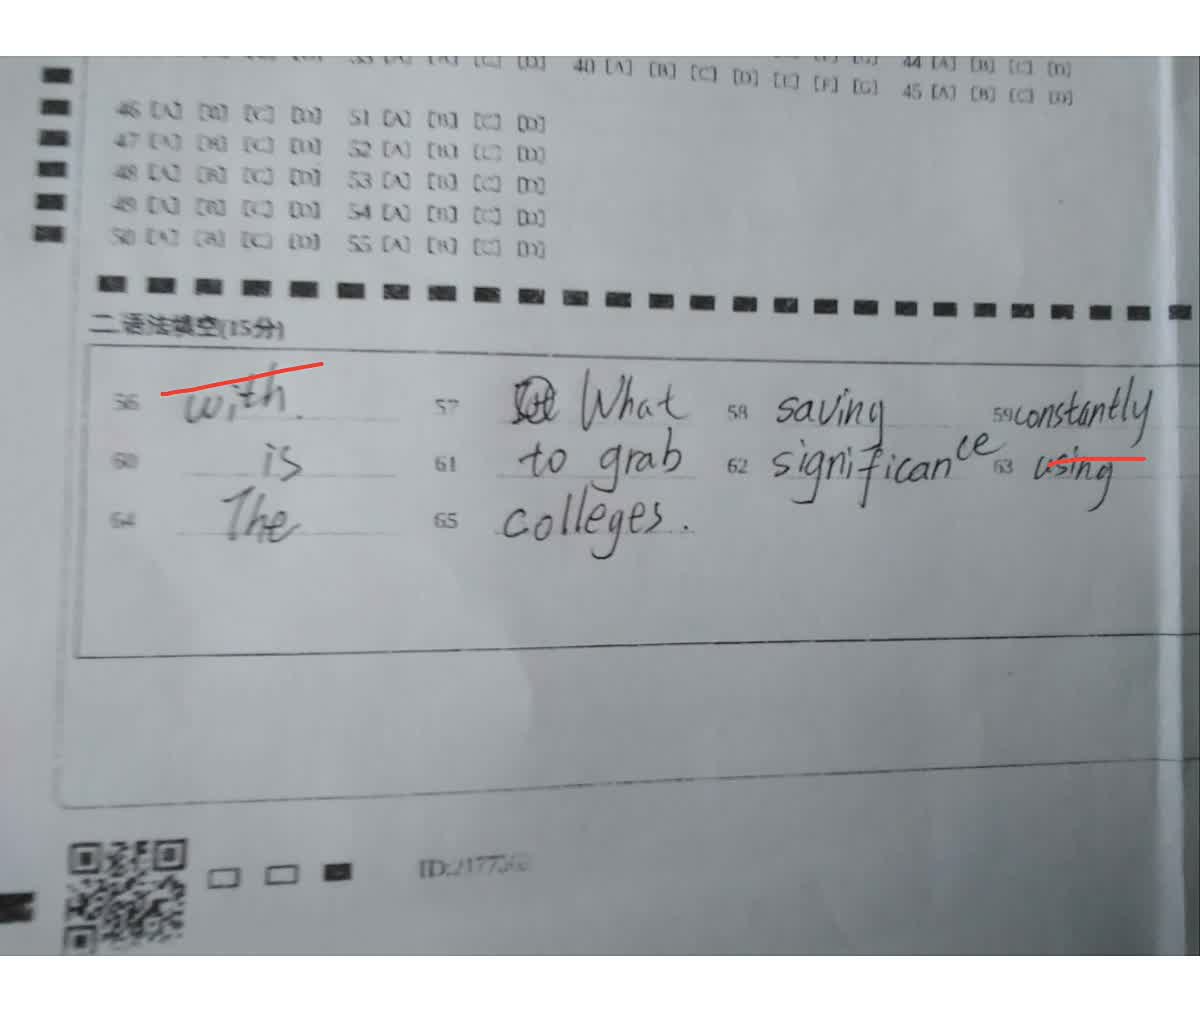 40 [A] [B] [C] [D] [E] [F] [G] 44 [A] [B] [C] [D]
45 [A] [B] [C] [D]
46 [A] [B] [C] [D] 51 [A] [B] [C] [D]
47 [A] [B] [C] [D] 52 [A] [B] [C] [D]
48 [A] [B] [C] [D] 53 [A] [B] [C] [D]
49 [A] [B] [C] [D] 54 [A] [B] [C] [D]
50 [A] [B] [C] [D] 55 [A] [B] [C] [D]
二.语法填空(15分)
56 with. 57 What 58 saving 59 constantly
60 is 61 to grab 62 significance 63 using
64 The 65 colleges.